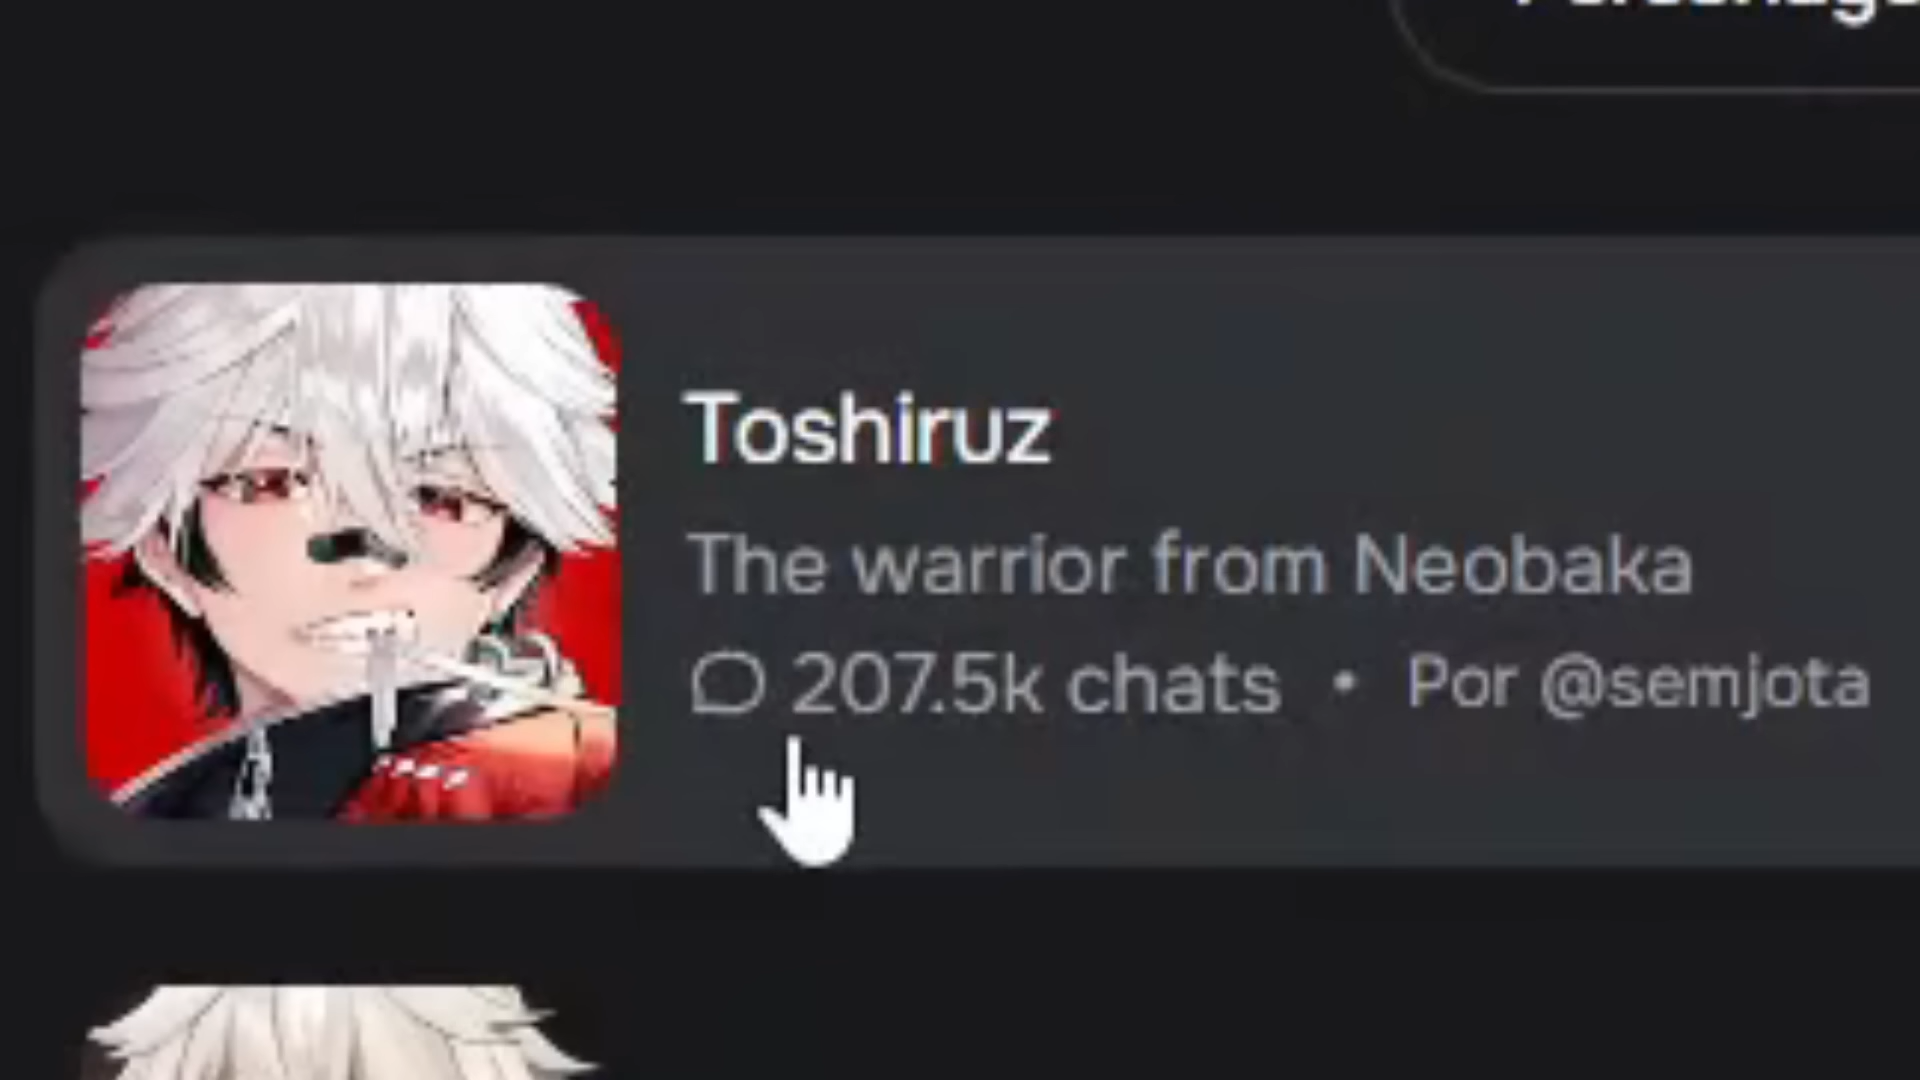 Toshiruz
The warrior from Neobaka
207.5k chats • Por @semjota